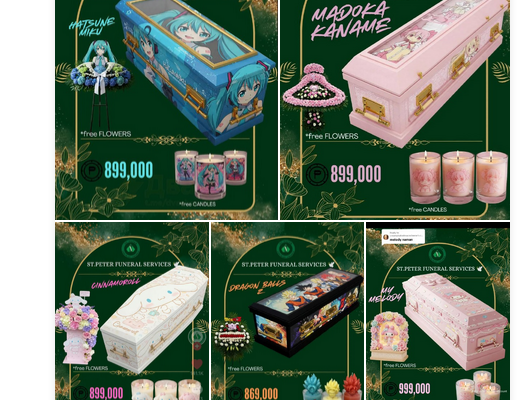 HATSUNE
MIKU
*free FLOWERS
899,000
*free CANDLES
MADOKA
KANAME
*free FLOWERS
899,000
*free CANDLES
ST.PETER FUNERAL SERVICES
CINNAMOROLL
*free FLOWERS
899,000
ST.PETER FUNERAL SERVICES
DRAGON BALLS
*free FLOWERS
869,000
melody naman
ST.PETER FUNERAL SERVICES
MY
MELODY
*free FLOWERS
999,000